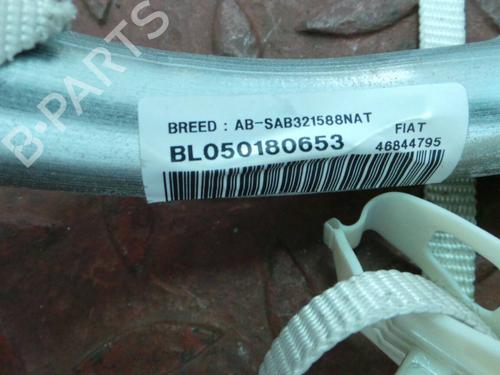 B-PARTS
BREED : AB-SAB321588NAT
FIAT
BL050180653
46844795